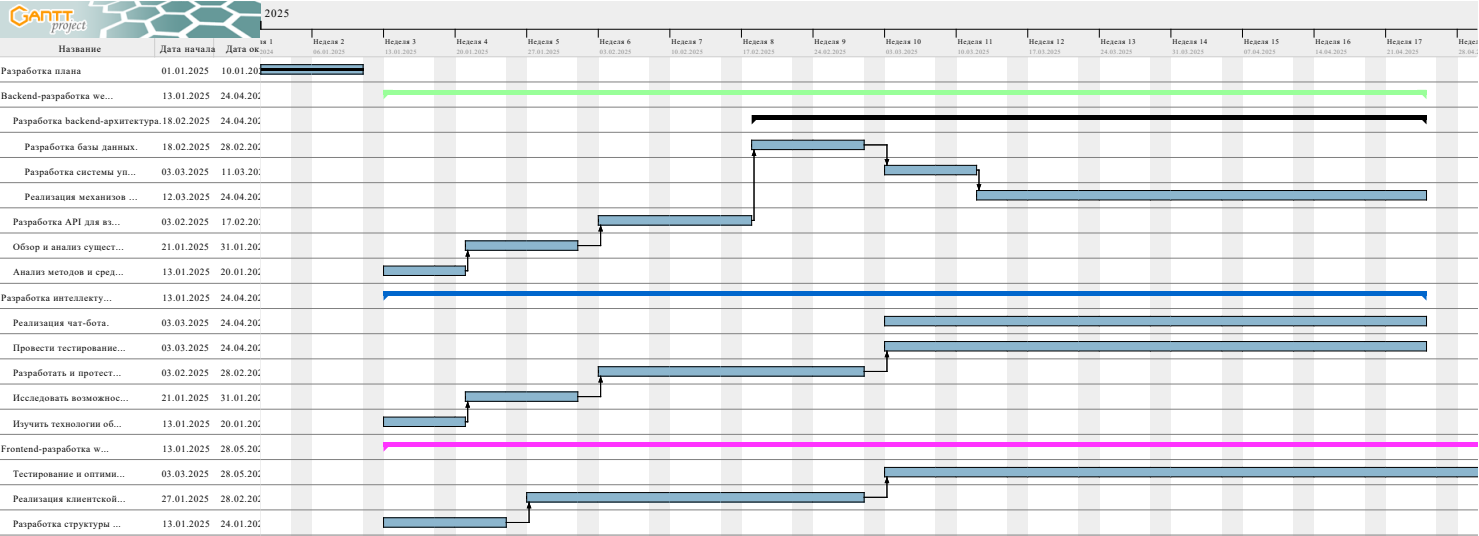 GANTT
project
2025
Название Дата начала Дата ок
я 1 Неделя 2 Неделя 3 Неделя 4 Неделя 5 Неделя 6 Неделя 7 Неделя 8 Неделя 9 Неделя 10 Неделя 11 Неделя 12 Неделя 13 Неделя 14 Неделя 15 Неделя 16 Неделя 17 Недел
2024 06.01.2025 13.01.2025 20.01.2025 27.01.2025 03.02.2025 10.02.2025 17.02.2025 24.02.2025 03.03.2025 10.03.2025 17.03.2025 24.03.2025 31.03.2025 07.04.2025 14.04.2025 21.04.2025 28.04.2
Разработка плана 01.01.2025 10.01.202
Backend-разработка we... 13.01.2025 24.04.202
Разработка backend-архитектура. 18.02.2025 24.04.202
Разработка базы данных. 18.02.2025 28.02.202
Разработка системы уп... 03.03.2025 11.03.202
Реализация механизов ... 12.03.2025 24.04.202
Разработка API для вз... 03.02.2025 17.02.202
Обзор и анализ сущест... 21.01.2025 31.01.202
Анализ методов и сред... 13.01.2025 20.01.202
Разработка интеллекту... 13.01.2025 24.04.202
Реализация чат-бота. 03.03.2025 24.04.202
Провести тестирование... 03.03.2025 24.04.202
Разработать и протест... 03.02.2025 28.02.202
Исследовать возможнос... 21.01.2025 31.01.202
Изучить технологии об... 13.01.2025 20.01.202
Frontend-разработка w... 13.01.2025 28.05.202
Тестирование и оптими... 03.03.2025 28.05.202
Реализация клиентской... 27.01.2025 28.02.202
Разработка структуры ... 13.01.2025 24.01.202